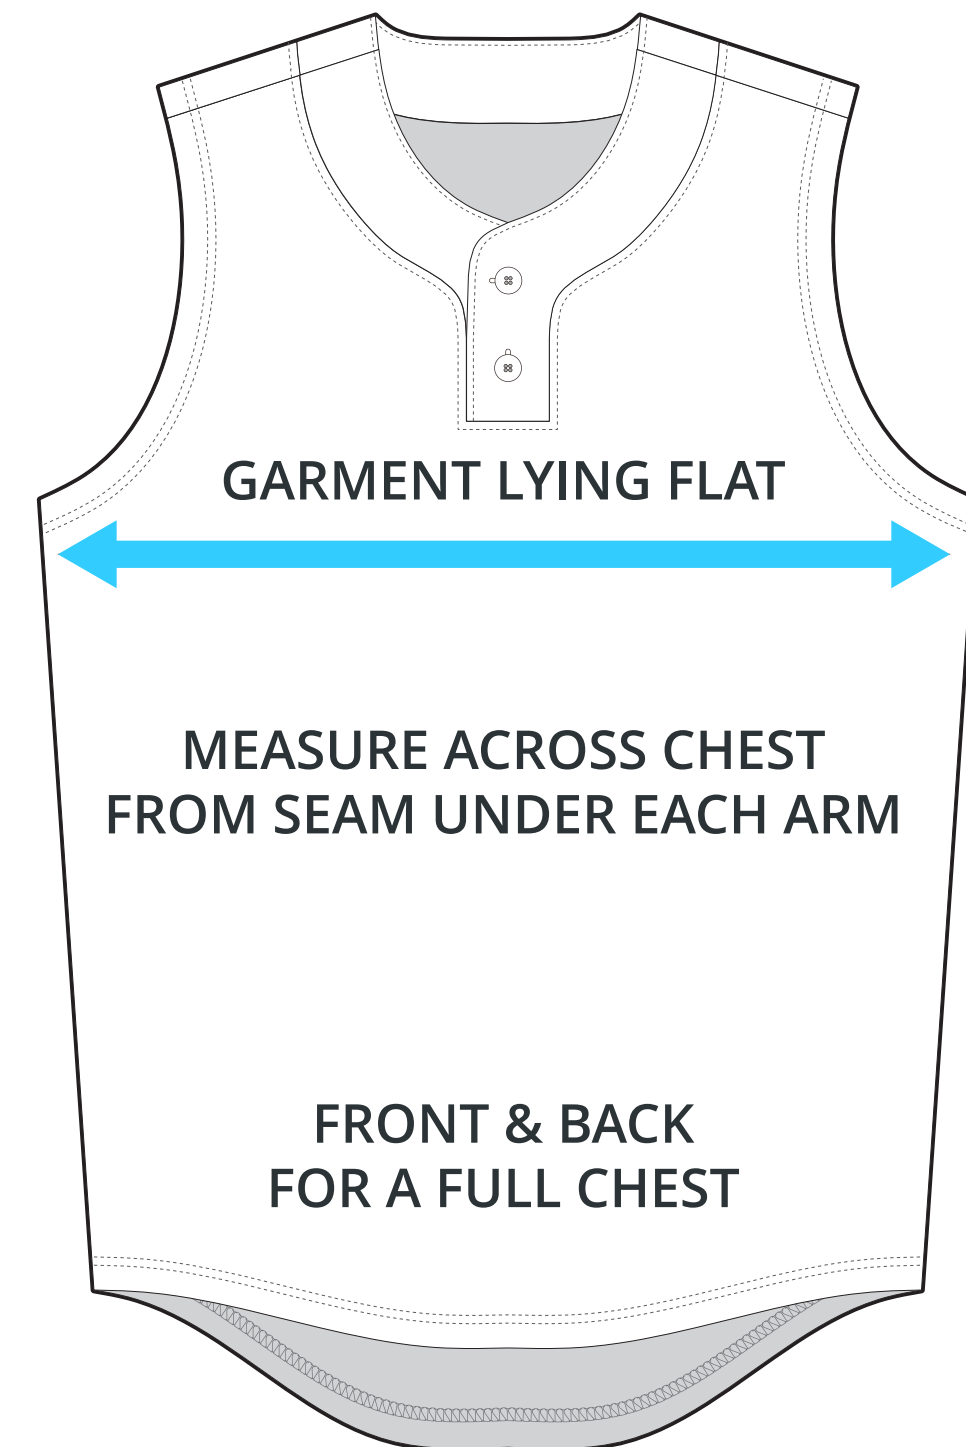 GARMENT LYING FLAT
MEASURE ACROSS CHEST
FROM SEAM UNDER EACH ARM
FRONT & BACK
FOR A FULL CHEST